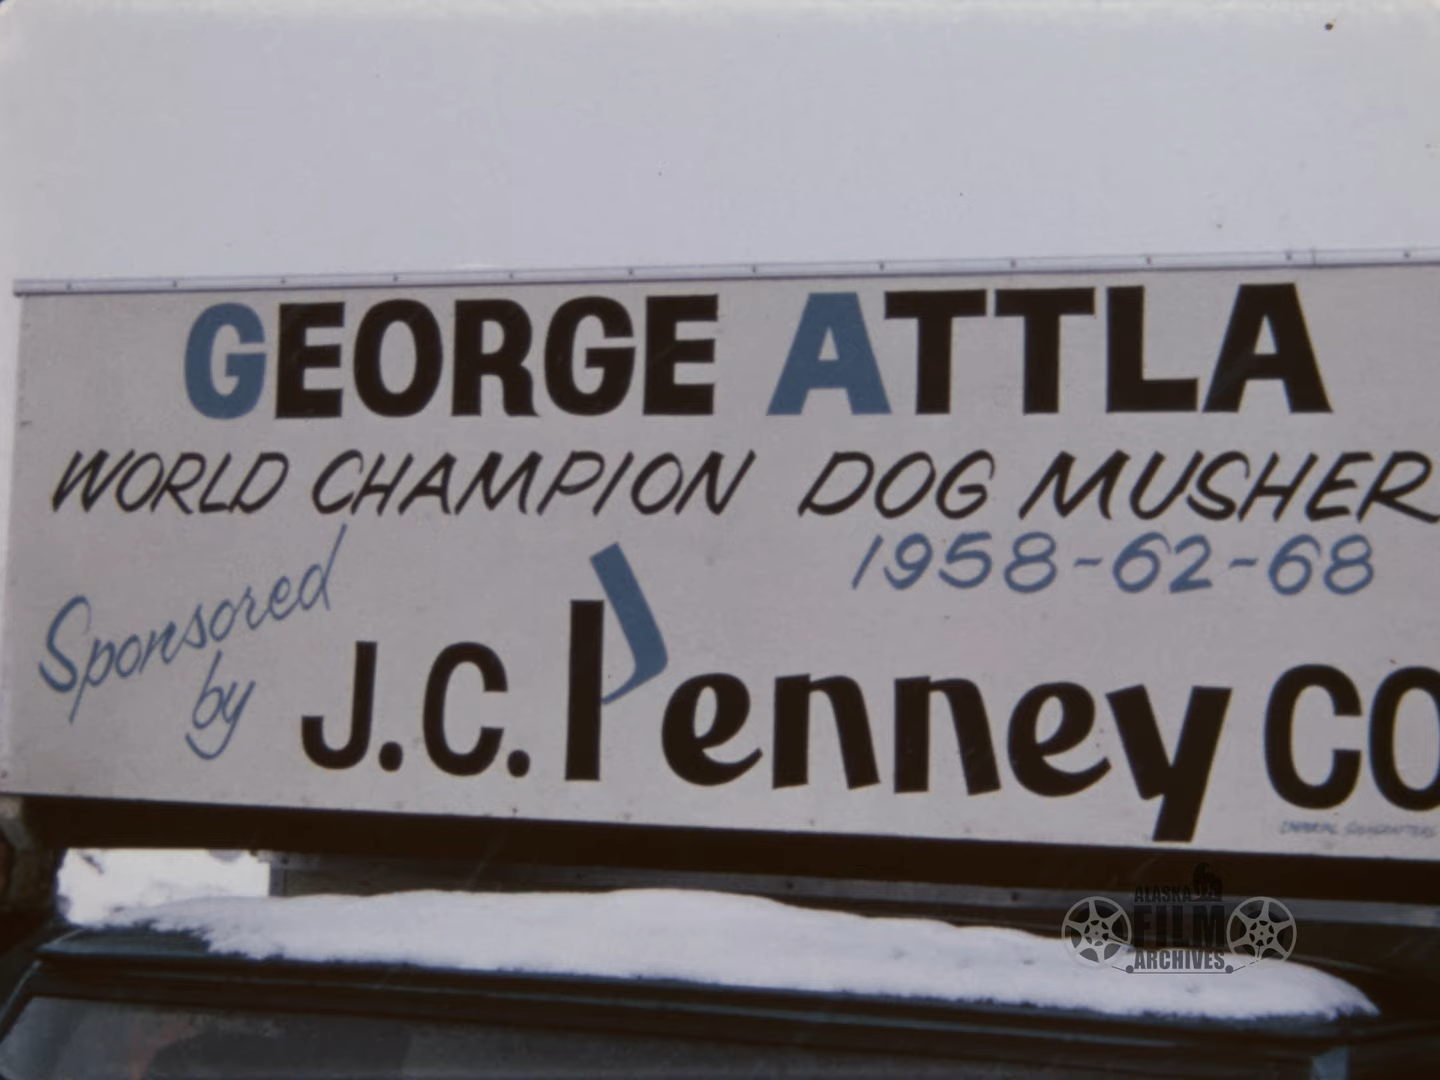 GEORGE ATTLA
WORLD CHAMPION DOG MUSHER
1958-62-68
Sponsored
by
J.C. Penney CO
ALASKA
FILM
ARCHIVES